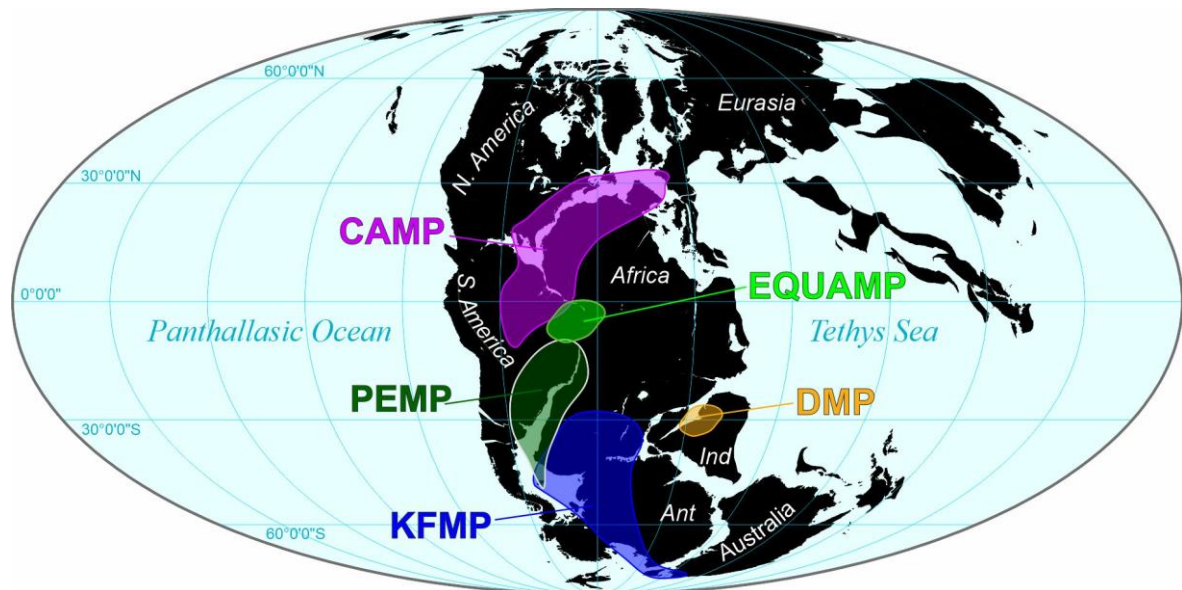 60°0'0"N
N. America
Eurasia
30°0'0"N
CAMP
Africa
EQUAMP
0°0'0"
S. America
Panthallasic Ocean
Tethys Sea
PEMP
DMP
30°0'0"S
Ind
KFMP
Ant
Australia
60°0'0"S